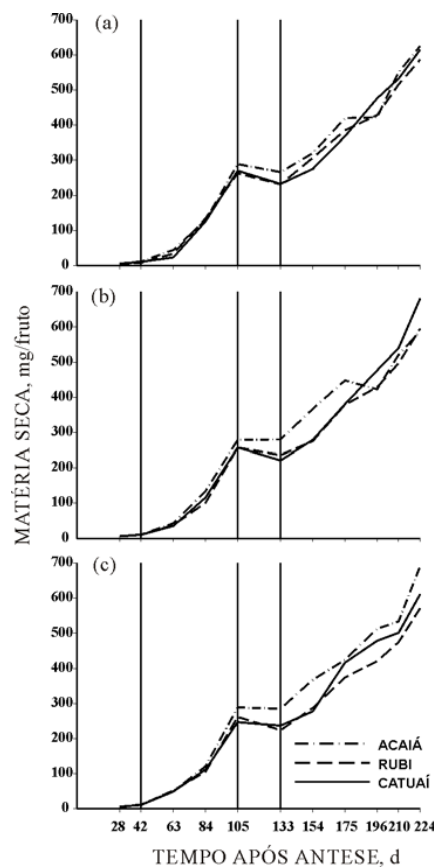 (a)
700
600
500
400
300
200
100
0
(b)
700
600
500
400
300
200
100
0
(c)
700
600
500
400
300
200
100
0
MATÉRIA SECA, mg/fruto
ACAIÁ
RUBI
CATUAÍ
28 42 63 84 105 133 154 175 196 210 224
TEMPO APÓS ANTESE, d